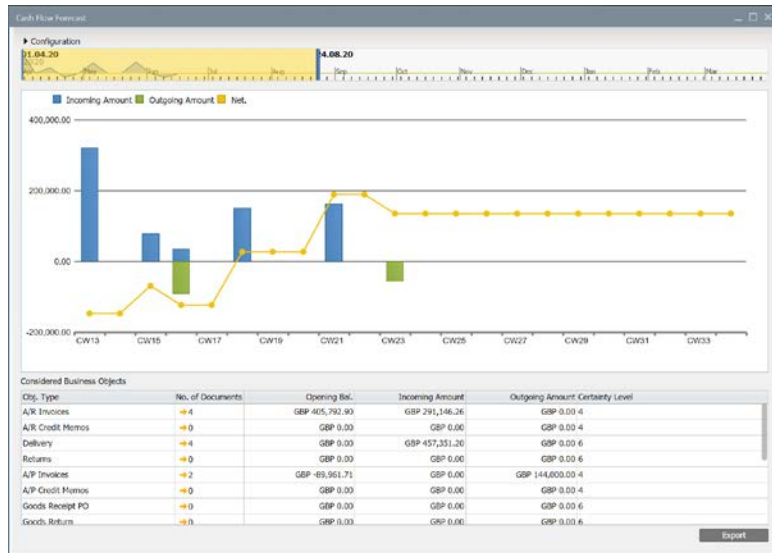 Cash Flow Forecast
Configuration
01.04.20 24.08.20
2020
May Jun Jul Aug Sep Oct Nov Dec Jan Feb Mar
Incoming Amount Outgoing Amount Net.
400,000.00
200,000.00
0.00
-200,000.00
CW13 CW15 CW17 CW19 CW21 CW23 CW25 CW27 CW29 CW31 CW33
Considered Business Objects
Obj. Type No. of Documents Opening Bal. Incoming Amount Outgoing Amount Certainty Level
A/R Invoices 4 GBP 405,792.90 GBP 291,146.26 GBP 0.00 4
A/R Credit Memos 0 GBP 0.00 GBP 0.00 GBP 0.00 4
Delivery 4 GBP 0.00 GBP 457,351.20 GBP 0.00 6
Returns 0 GBP 0.00 GBP 0.00 GBP 0.00 6
A/P Invoices 2 GBP -89,961.71 GBP 0.00 GBP 144,000.00 4
A/P Credit Memos 0 GBP 0.00 GBP 0.00 GBP 0.00 4
Goods Receipt PO 0 GBP 0.00 GBP 0.00 GBP 0.00 6
Goods Return 0 GBP 0.00 GBP 0.00 GBP 0.00 6
Export